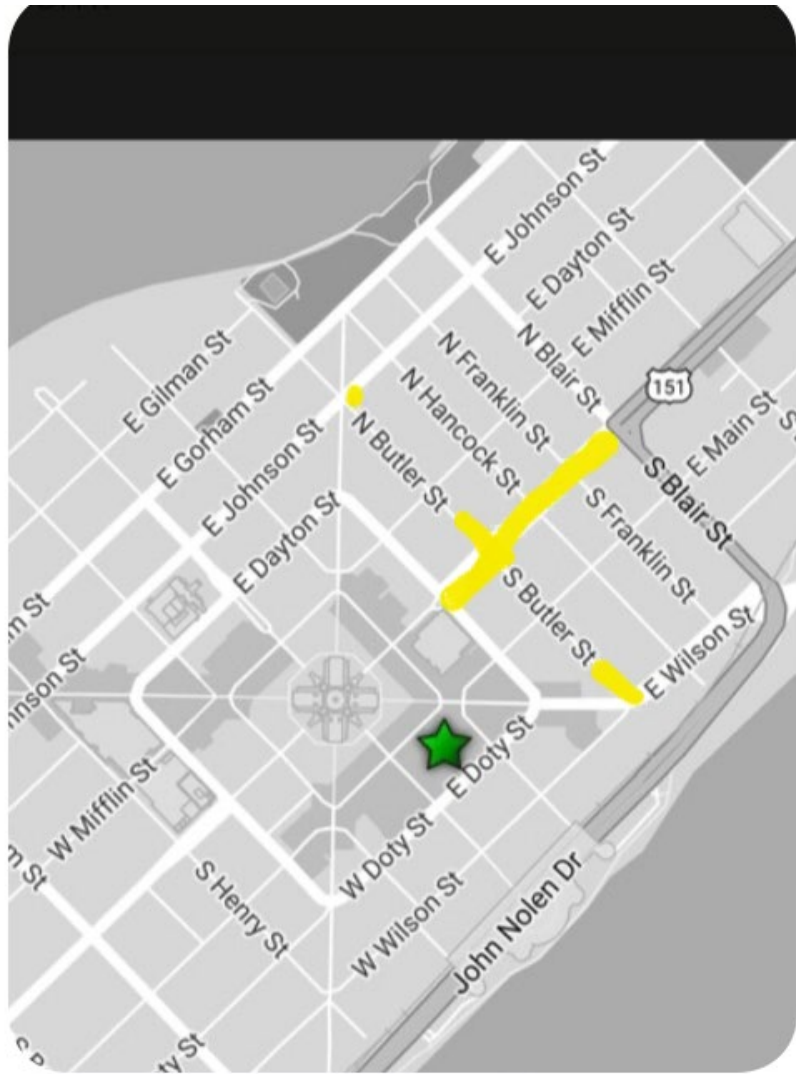 E Johnson St
E Dayton St
E Mifflin St
N Blair St
N Franklin St
N Hancock St
151
E Gilman St
E Gorham St
E Johnson St
N Butler St
E Main St
S Blair St
E Dayton St
S Franklin St
S Butler St
E Wilson St
E Doty St
W Mifflin St
W Doty St
S Henry St
W Wilson St
John Nolen Dr